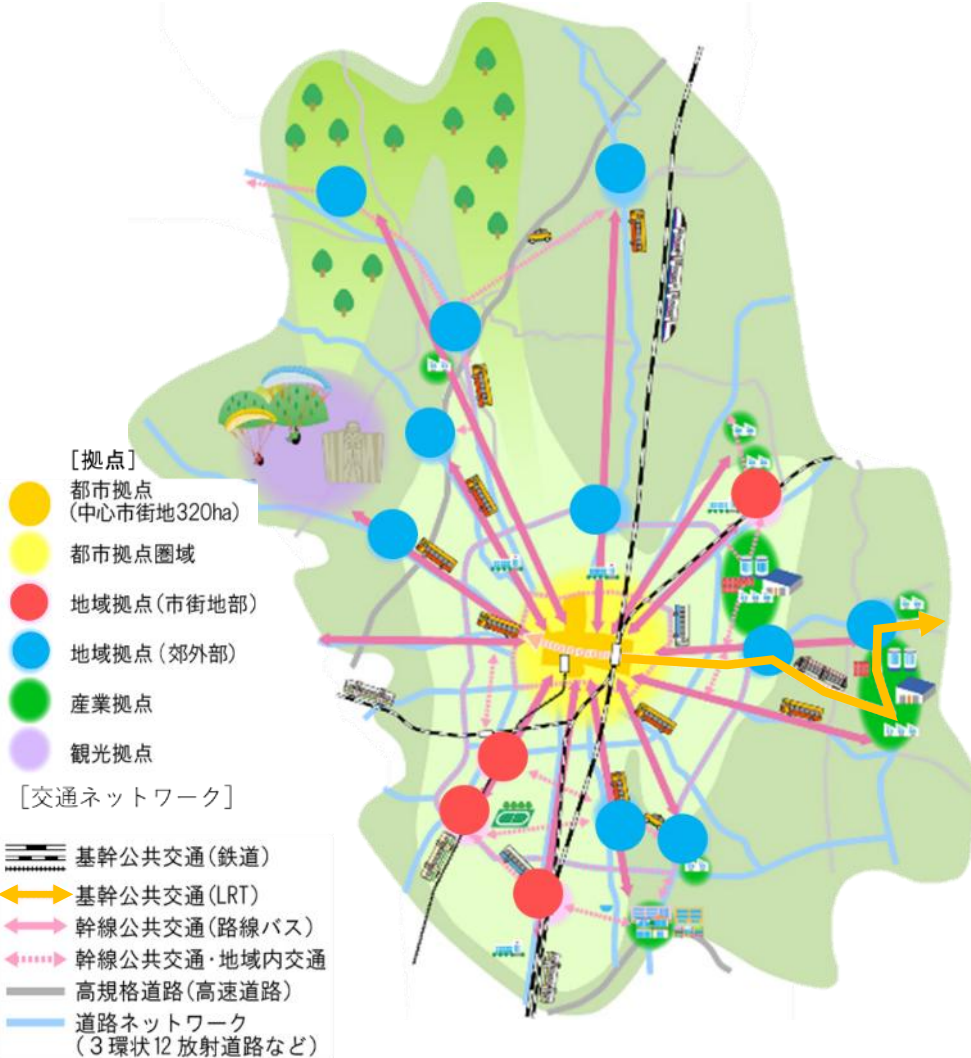 [拠点]
都市拠点
(中心市街地320ha)
都市拠点圏域
地域拠点(市街地部)
地域拠点(郊外部)
産業拠点
観光拠点
[交通ネットワーク]
基幹公共交通(鉄道)
基幹公共交通(LRT)
幹線公共交通(路線バス)
幹線公共交通・地域内交通
高規格道路(高速道路)
道路ネットワーク
(3環状12放射道路など)